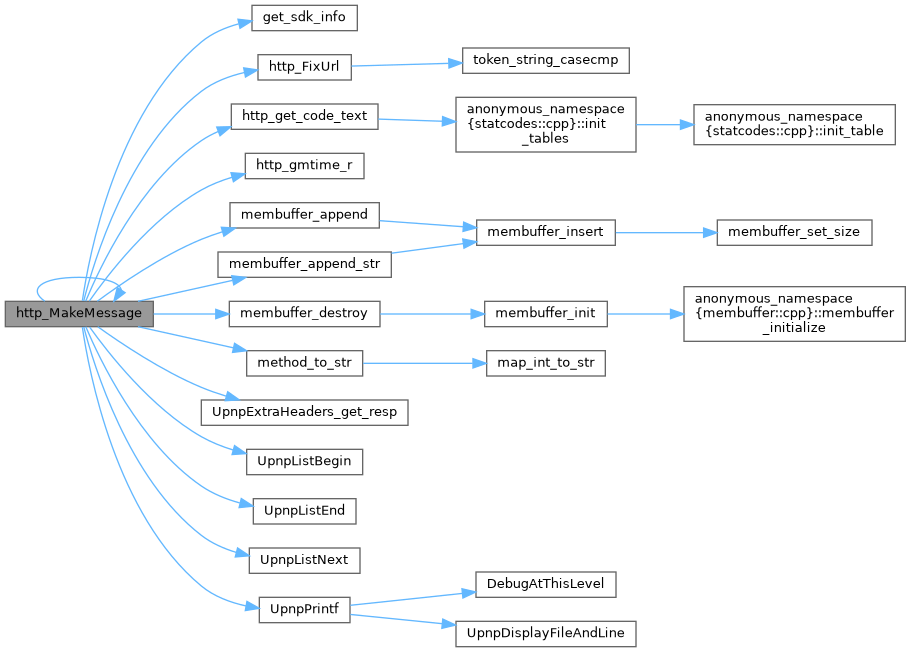 get_sdk_info
http_FixUrl
token_string_casecmp
http_get_code_text
anonymous_namespace
{statcodes::cpp}::init
_tables
anonymous_namespace
{statcodes::cpp}::init_table
http_gmtime_r
membuffer_append
membuffer_insert
membuffer_set_size
membuffer_append_str
http_MakeMessage
membuffer_destroy
membuffer_init
anonymous_namespace
{membuffer::cpp}::membuffer
_initialize
method_to_str
map_int_to_str
UpnpExtraHeaders_get_resp
UpnpListBegin
UpnpListEnd
UpnpListNext
UpnpPrintf
DebugAtThisLevel
UpnpDisplayFileAndLine